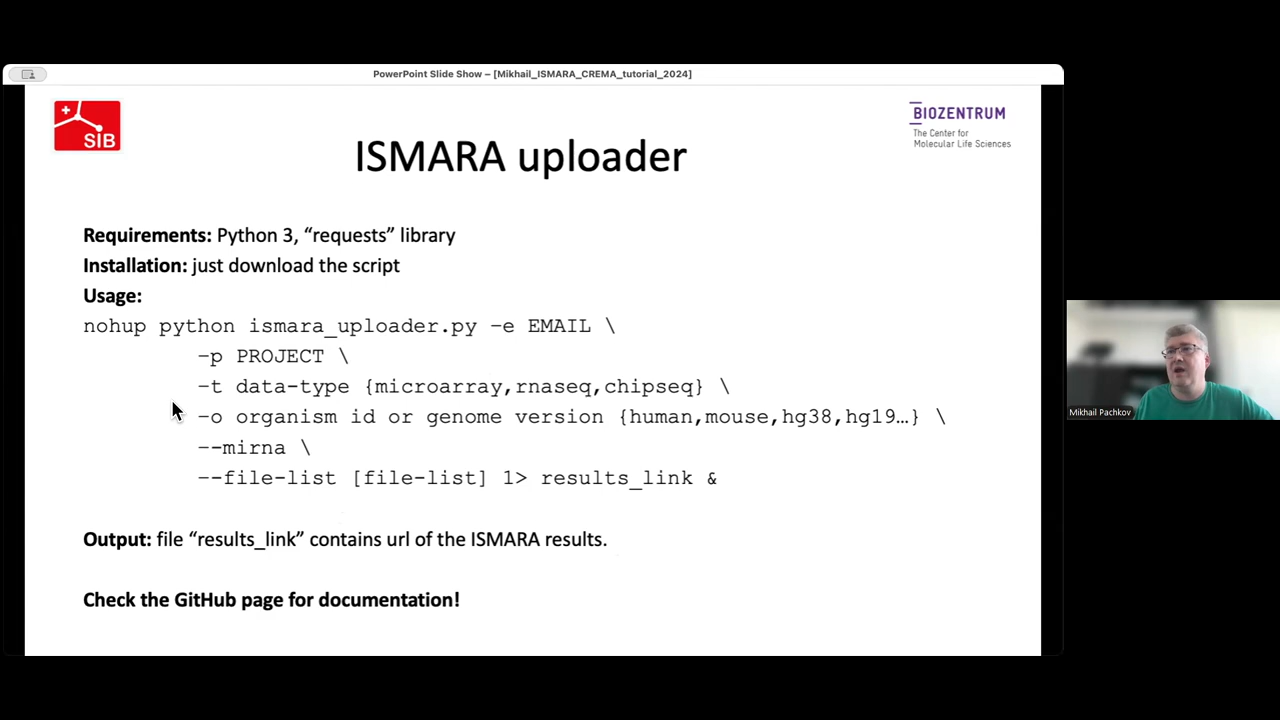 PowerPoint Slide Show – [Mikhail_ISMARA_CREMA_tutorial_2024]
SIB
BIOZENTRUM
The Center for
Molecular Life Sciences
ISMARA uploader
Requirements: Python 3, “requests” library
Installation: just download the script
Usage:
nohup python ismara_uploader.py –e EMAIL \
–p PROJECT \
–t data-type {microarray,rnaseq,chipseq} \
–o organism id or genome version {human,mouse,hg38,hg19…} \
--mirna \
--file-list [file-list] 1> results_link &
Output: file “results_link” contains url of the ISMARA results.
Check the GitHub page for documentation!
Mikhail Pachkov